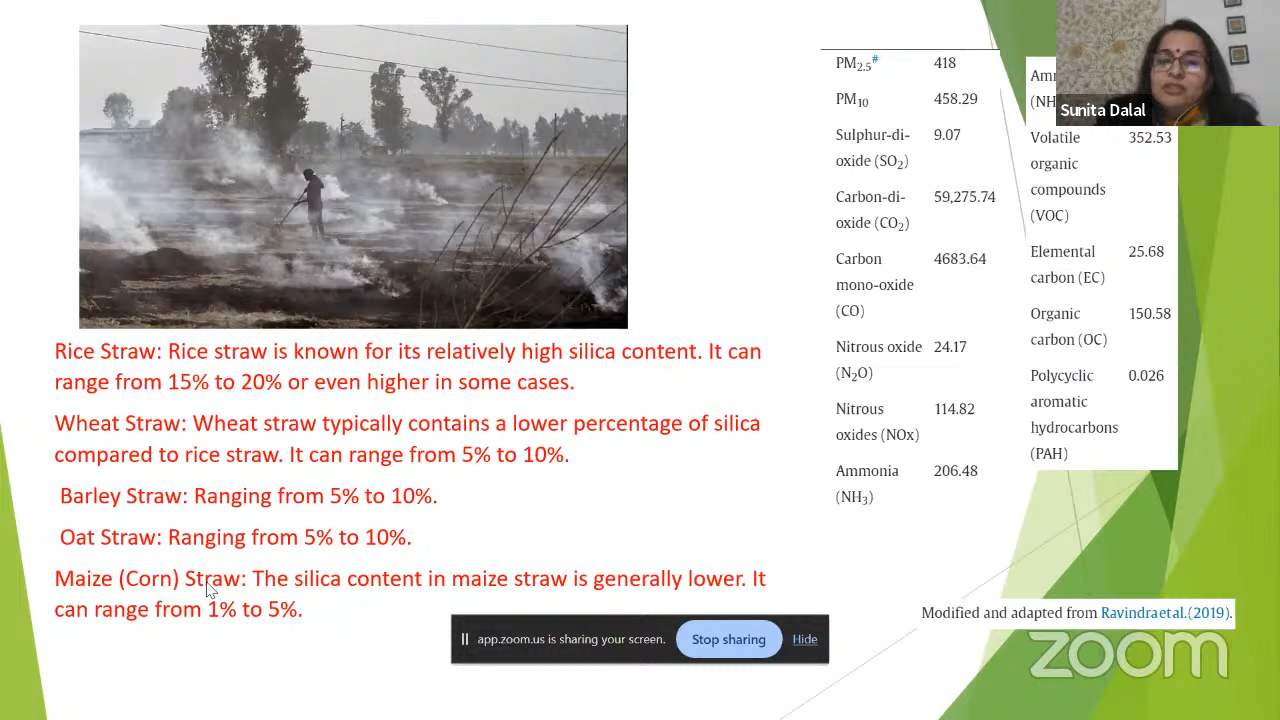 Rice Straw: Rice straw is known for its relatively high silica content. It can
range from 15% to 20% or even higher in some cases.
Wheat Straw: Wheat straw typically contains a lower percentage of silica
compared to rice straw. It can range from 5% to 10%.
Barley Straw: Ranging from 5% to 10%.
Oat Straw: Ranging from 5% to 10%.
Maize (Corn) Straw: The silica content in maize straw is generally lower. It
can range from 1% to 5%.
PM2.5# 418
PM10 458.29
Sulphur-di- 9.07
oxide (SO2)
Carbon-di- 59,275.74
oxide (CO2)
Carbon 4683.64
mono-oxide
(CO)
Nitrous oxide 24.17
(N2O)
Nitrous 114.82
oxides (NOx)
Ammonia 206.48
(NH3)
Sunita Dalal
Volatile 352.53
organic
compounds
(VOC)
Elemental 25.68
carbon (EC)
Organic 150.58
carbon (OC)
Polycyclic 0.026
aromatic
hydrocarbons
(PAH)
Modified and adapted from Ravindraetal.(2019).
app.zoom.us is sharing your screen. Stop sharing Hide
zoom